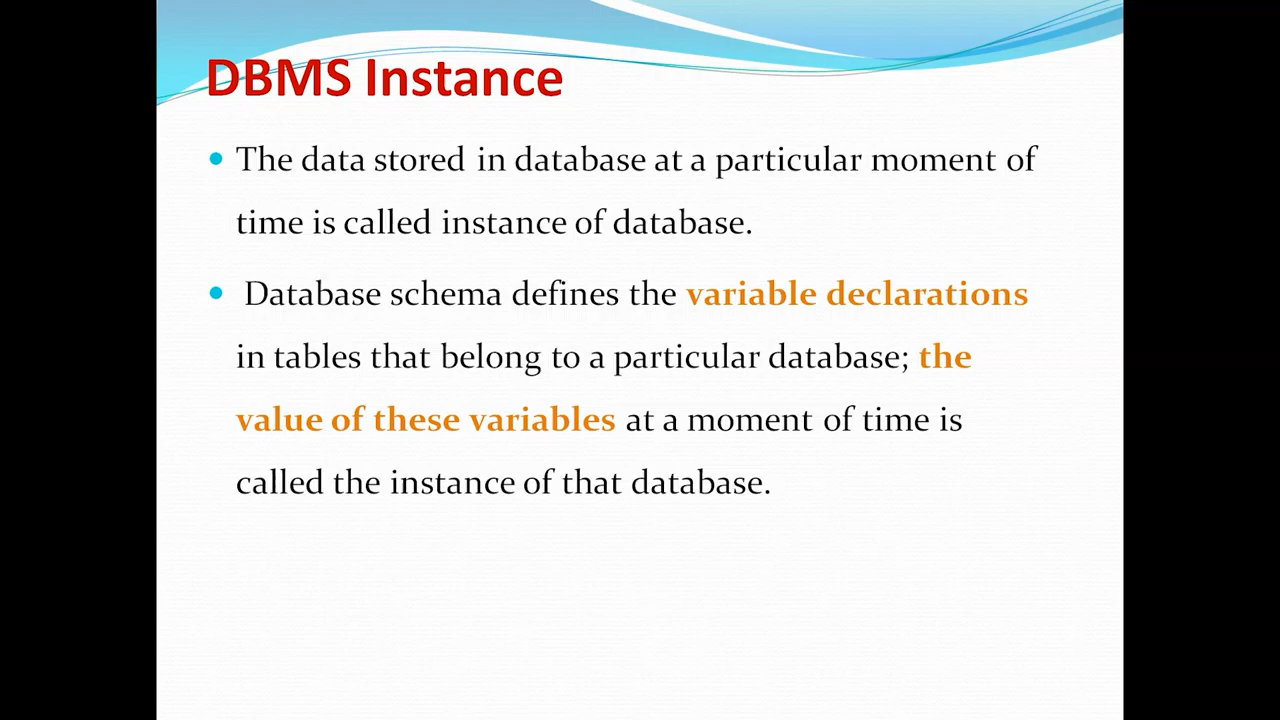 DBMS Instance
The data stored in database at a particular moment of
time is called instance of database.
Database schema defines the variable declarations
in tables that belong to a particular database; the
value of these variables at a moment of time is
called the instance of that database.